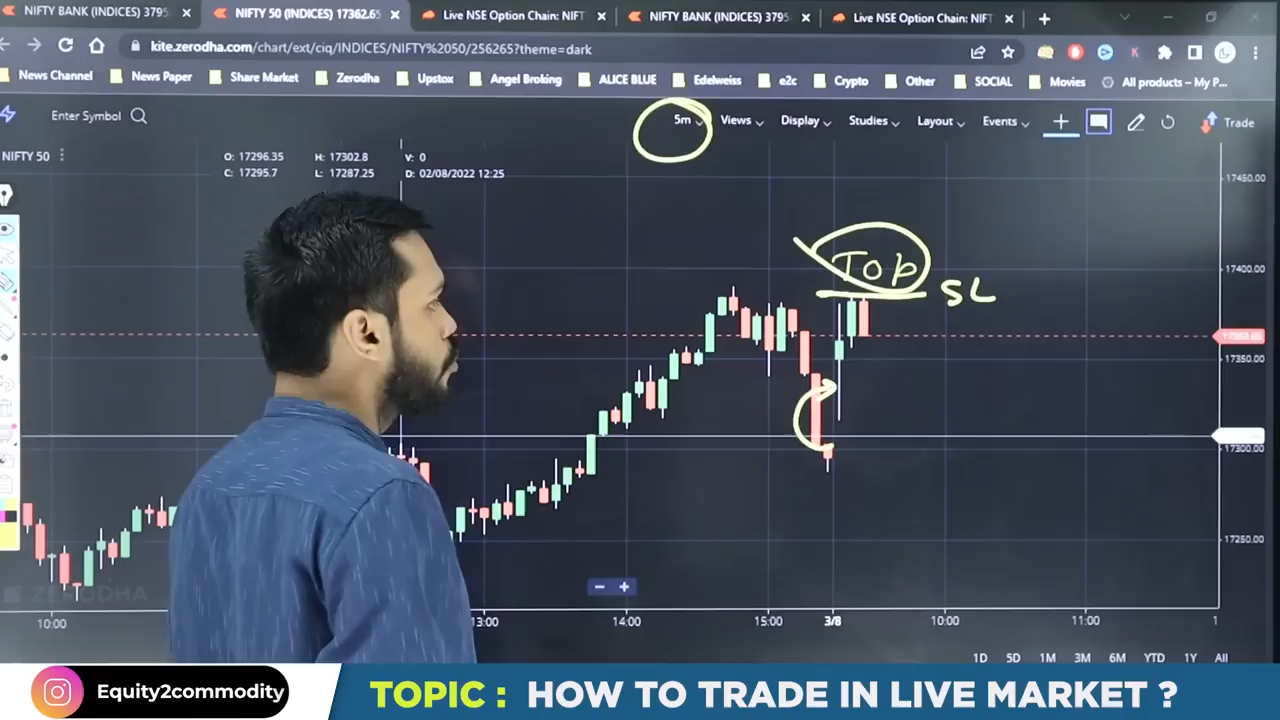 NIFTY BANK (INDICES) 3795
NIFTY 50 (INDICES) 17362.65
Live NSE Option Chain: NIFT
NIFTY BANK (INDICES) 3795
Live NSE Option Chain: NIFT
kite.zerodha.com/chart/ext/ciq/INDICES/NIFTY%2050/256265?theme=dark
News Channel
News Paper
Share Market
Zerodha
Upstox
Angel Broking
ALICE BLUE
Edelweiss
e2c
Crypto
Other
SOCIAL
Movies
All products – My P...
Enter Symbol
5m
Views
Display
Studies
Layout
Events
Trade
NIFTY 50
O: 17296.35 H: 17302.8 V: 0
C: 17295.7 L: 17287.25 D: 02/08/2022 12:25
17450.00
Top
17400.00
SL
17350.00
17300.00
17250.00
ZERODHA
10:00 13:00 14:00 15:00 3/8 10:00 11:00 1
1D 5D 1M 3M 6M YTD 1Y All
Equity2commodity
TOPIC : HOW TO TRADE IN LIVE MARKET ?